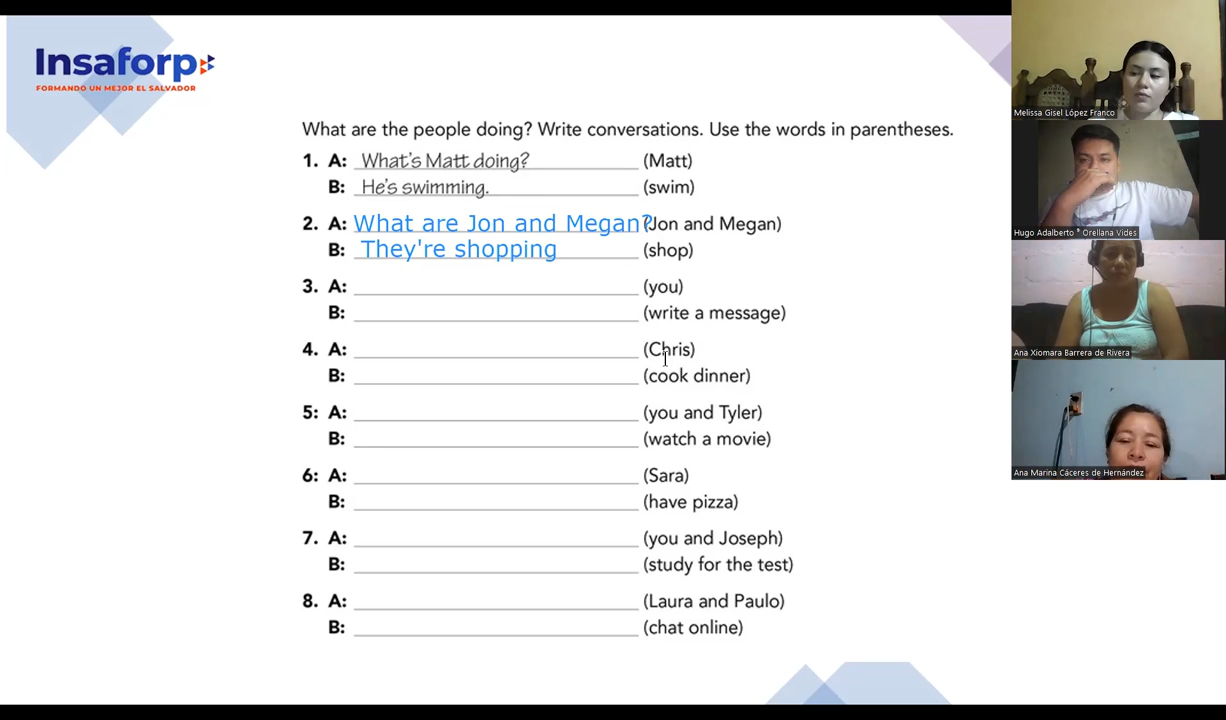 Insaforp
FORMANDO UN MEJOR EL SALVADOR
What are the people doing? Write conversations. Use the words in parentheses.
1. A: What's Matt doing? (Matt)
B: He's swimming. (swim)
2. A: What are Jon and Megan? (Jon and Megan)
B: They're shopping (shop)
3. A: (you)
B: (write a message)
4. A: (Chris)
B: (cook dinner)
5: A: (you and Tyler)
B: (watch a movie)
6: A: (Sara)
B: (have pizza)
7. A: (you and Joseph)
B: (study for the test)
8. A: (Laura and Paulo)
B: (chat online)
Melissa Gisel López Franco
Hugo Adalberto * Orellana Vides
Ana Xiomara Barrera de Rivera
Ana Marina Cáceres de Hernández